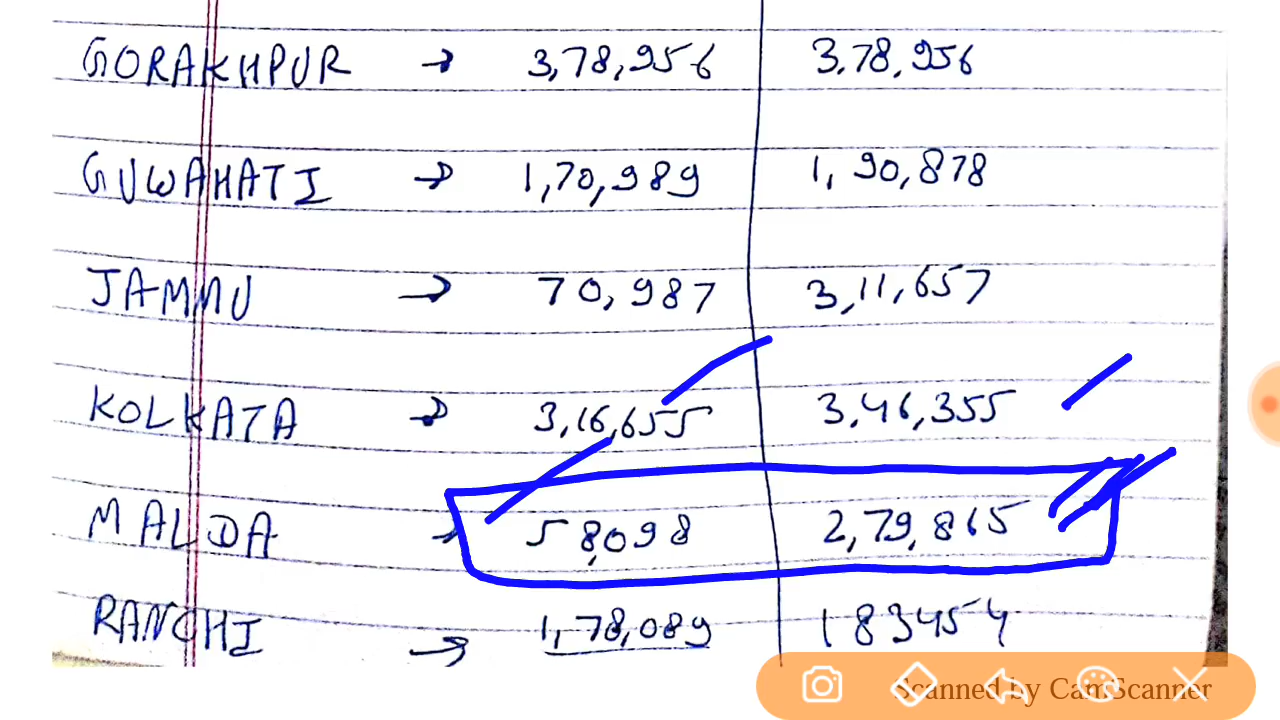 GORAKHPUR → 3,78,956 3,78,956
GUWAHATI → 1,70,989 1,90,878
JAMMU → 70,987 3,11,657
KOLKATA → 3,16,655 3,46,355
MALDA → 58,098 2,79,865
RANCHI → 1,78,089 183454
Scanned by CamScanner